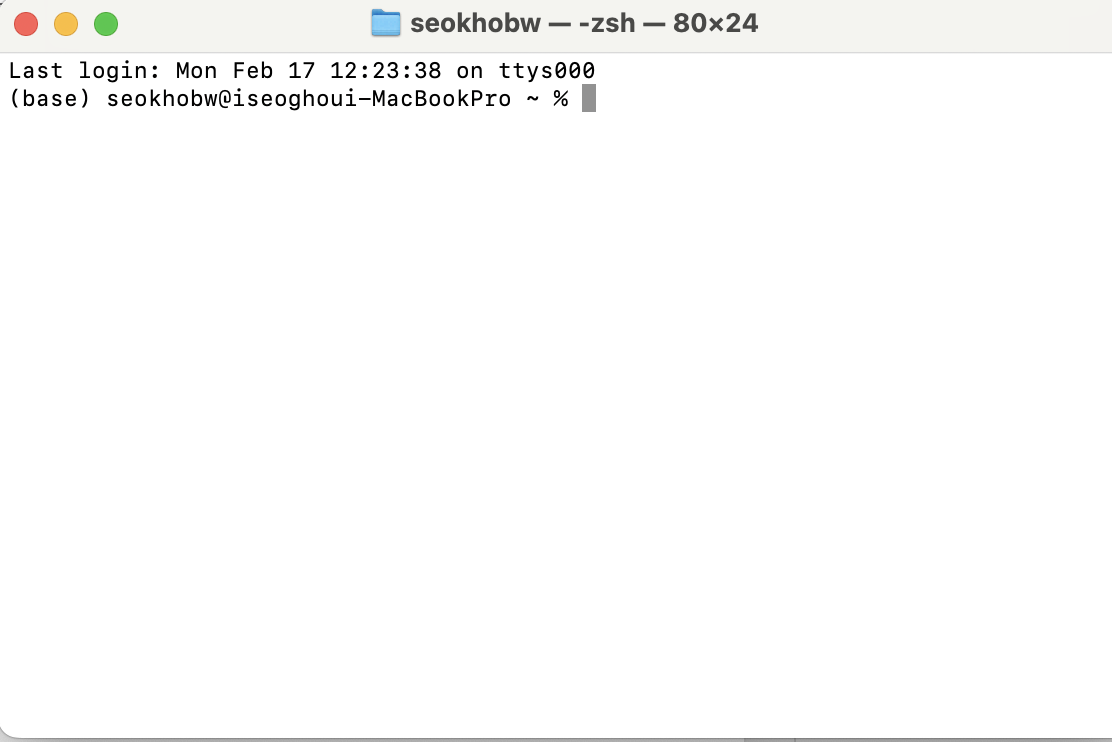 seokhobw — -zsh — 80×24
Last login: Mon Feb 17 12:23:38 on ttys000
(base) seokhobw@iseoghoui-MacBookPro ~ %